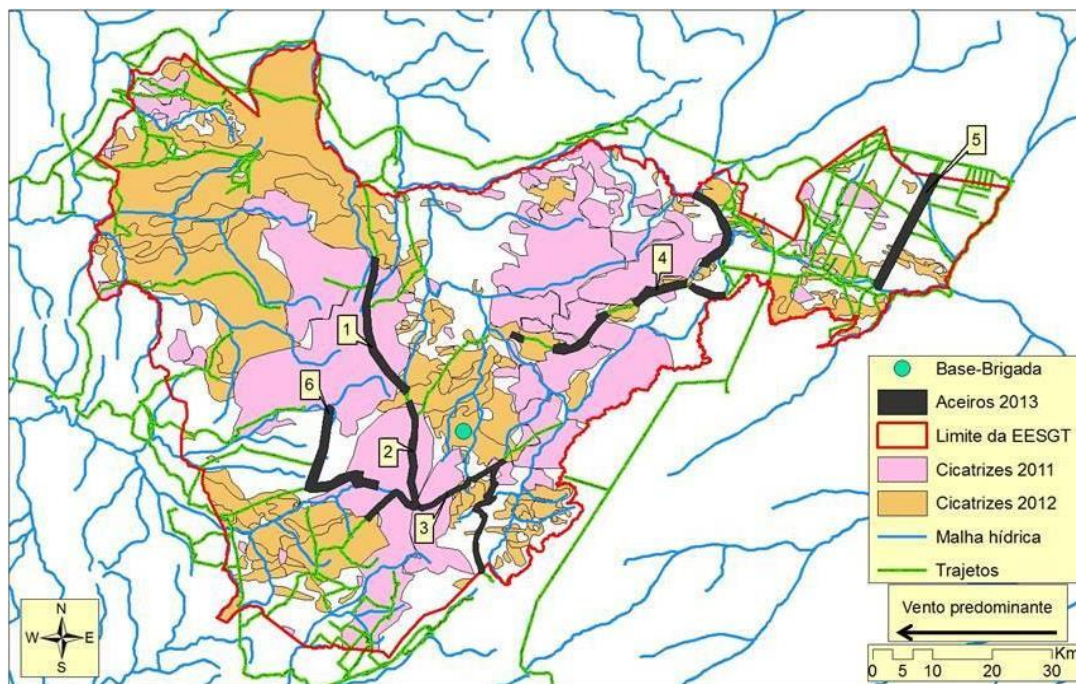 5
4
1
6
2
3
Base-Brigada
Aceiros 2013
Limite da EESGT
Cicatrizes 2011
Cicatrizes 2012
Malha hídrica
Trajetos
Vento predominante
N
W E
S
Km
0 5 10 20 30